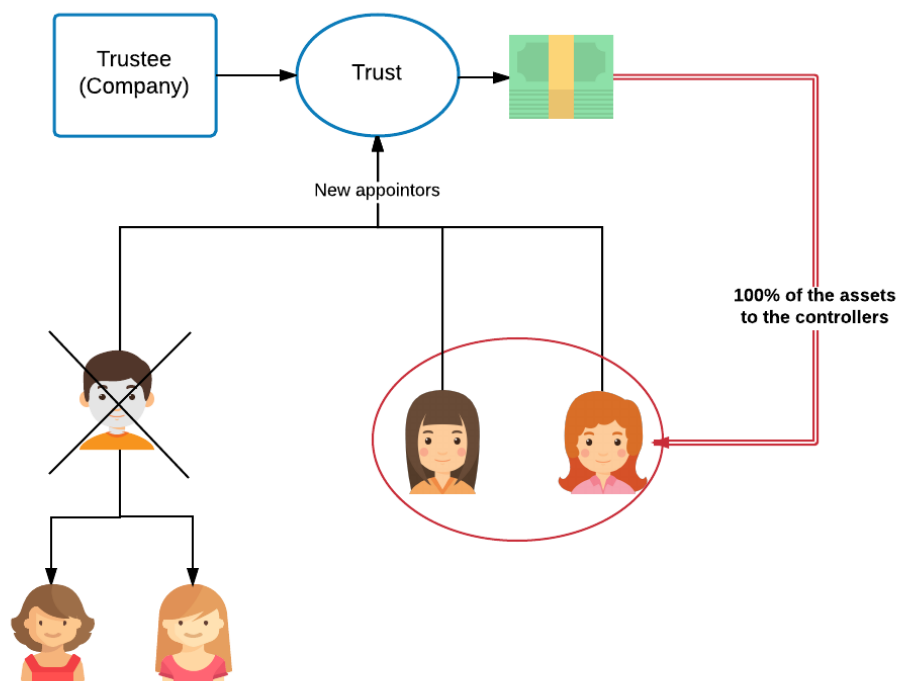 Trustee
(Company)
Trust
New appointors
100% of the assets
to the controllers